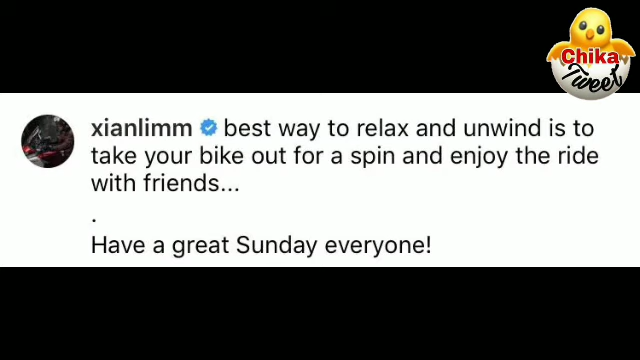 Chika
Tweet
xianlimm best way to relax and unwind is to
take your bike out for a spin and enjoy the ride
with friends...
.
Have a great Sunday everyone!